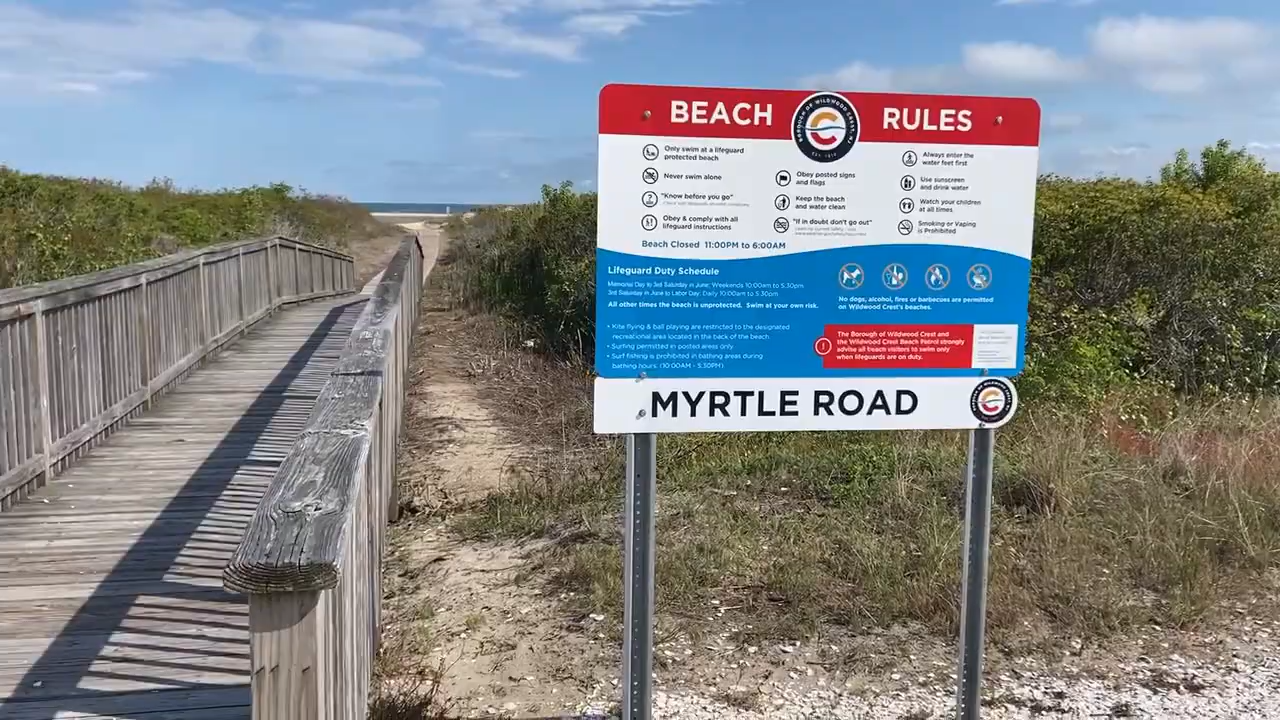 BEACH RULES
BOROUGH OF WILDWOOD CREST, NJ
Only swim at a lifeguard
protected beach
Never swim alone
"Know before you go"
Obey & comply with all
lifeguard instructions
Obey posted signs
and flags
Keep the beach
and water clean
"If in doubt don't go out"
Always enter the
water feet first
Use sunscreen
and drink water
Watch your children
at all times
Smoking or Vaping
is Prohibited
Beach Closed 11:00PM to 6:00AM
Lifeguard Duty Schedule
Memorial Day to 3rd Saturday in June: Weekends 10:00am to 5:30pm
3rd Saturday in June to Labor Day: Daily 10:00am to 5:30pm
All other times the beach is unprotected. Swim at your own risk.
• Kite flying & ball playing are restricted to the designated
recreational area located in the back of the beach
• Surfing permitted in posted areas only
• Surf fishing is prohibited in bathing areas during
bathing hours: (10:00AM - 5:30PM)
No dogs, alcohol, fires or barbecues are permitted
on Wildwood Crest's beaches.
! The Borough of Wildwood Crest and
the Wildwood Crest Beach Patrol strongly
advise all beach visitors to swim only
when lifeguards are on duty.
MYRTLE ROAD